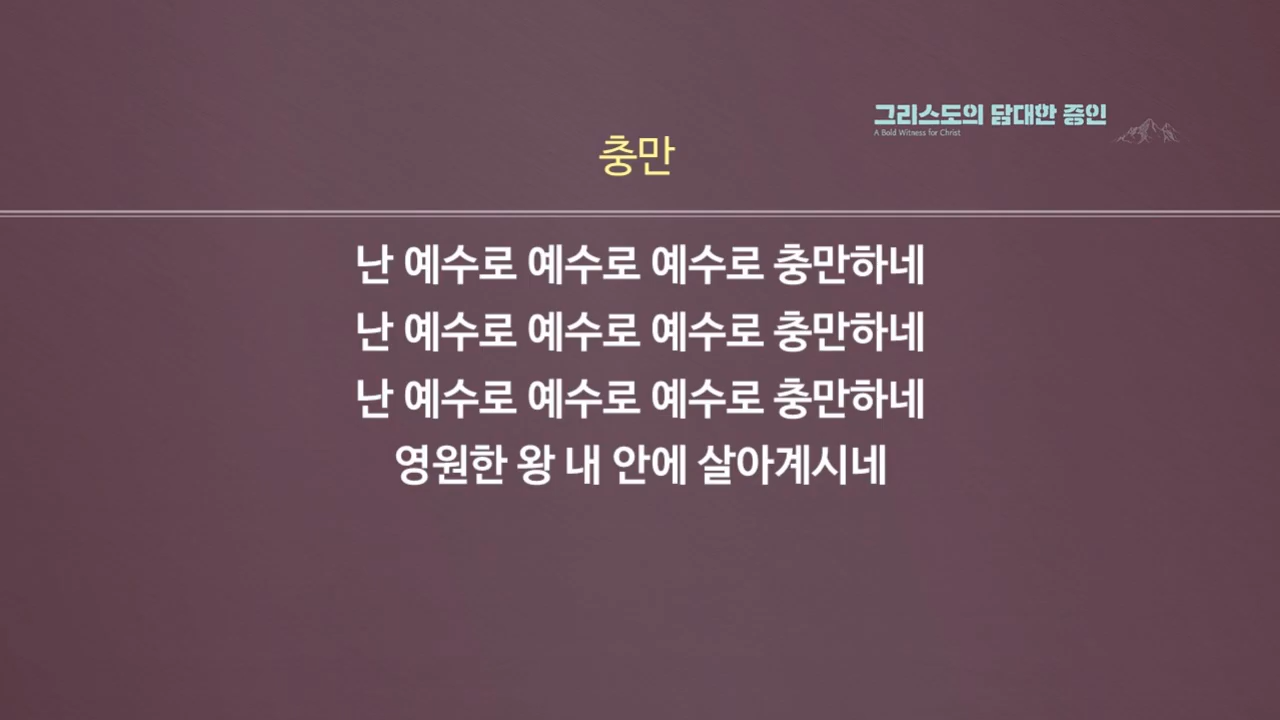 그리스도의 담대한 증인
A Bold Witness for Christ
충만
난 예수로 예수로 예수로 충만하네
난 예수로 예수로 예수로 충만하네
난 예수로 예수로 예수로 충만하네
영원한 왕 내 안에 살아계시네